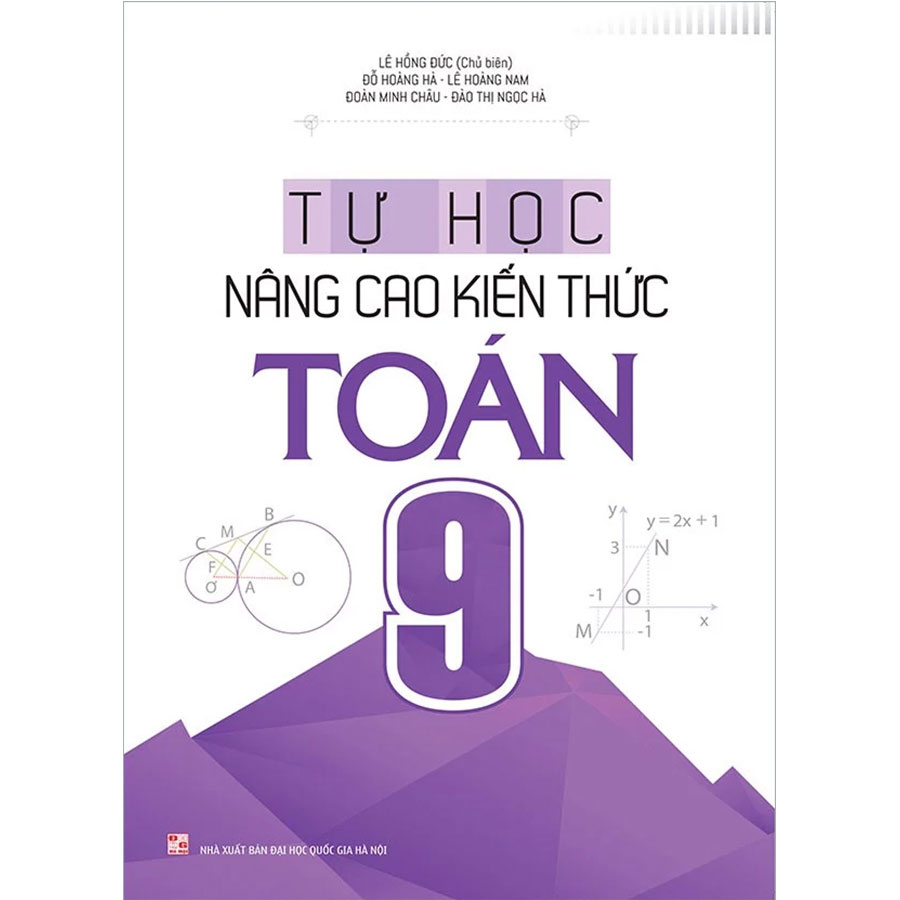 LÊ HỒNG ĐỨC (Chủ biên)
ĐỖ HOÀNG HÀ - LÊ HOÀNG NAM
ĐOÀN MINH CHÂU - ĐÀO THỊ NGỌC HÀ
TỰ HỌC
NÂNG CAO KIẾN THỨC
TOÁN
9
B
M
C
E
F
O'
A
O
y
y = 2x + 1
3
N
-1
O
1
x
M
-1
NHÀ XUẤT BẢN ĐẠI HỌC QUỐC GIA HÀ NỘI